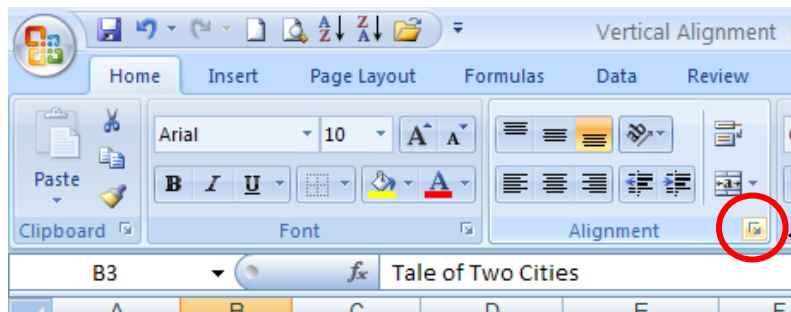 Vertical Alignment
Home Insert Page Layout Formulas Data Review
Arial 10 A A
Paste B I U A a
Clipboard Font Alignment
B3 fx Tale of Two Cities
A B C D E